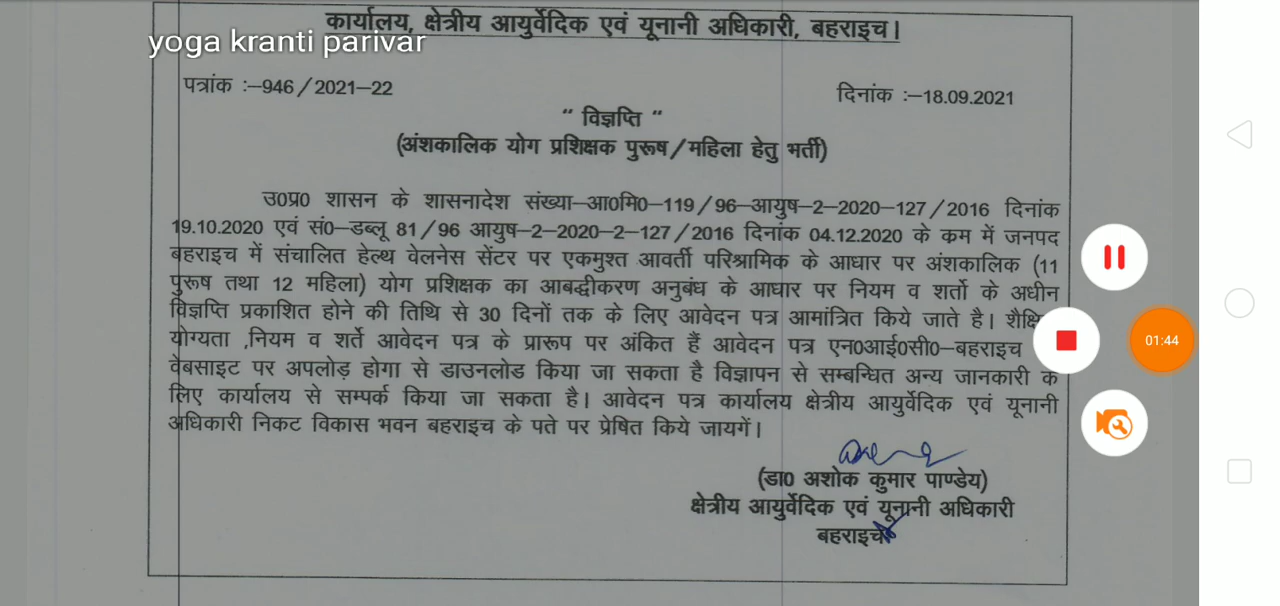 कार्यालय, क्षेत्रीय आयुर्वेदिक एवं यूनानी अधिकारी, बहराइच।
yoga kranti parivar
पत्रांक :–946/2021–22
दिनांक :–18.09.2021
“ विज्ञप्ति “
(अंशकालिक योग प्रशिक्षक पुरूष/महिला हेतु भर्ती)
उ0प्र0 शासन के शासनादेश संख्या–आ0मि0–119/96–आयुष–2–2020–127/2016 दिनांक
19.10.2020 एवं सं0–डब्लू 81/96 आयुष–2–2020–2–127/2016 दिनांक 04.12.2020 के कम में जनपद
बहराइच में संचालित हेल्थ वेलनेस सेंटर पर एकमुश्त आवर्ती परिश्रामिक के आधार पर अंशकालिक (11
पुरूष तथा 12 महिला) योग प्रशिक्षक का आबद्धीकरण अनुबंध के आधार पर नियम व शर्तो के अधीन
विज्ञप्ति प्रकाशित होने की तिथि से 30 दिनों तक के लिए आवेदन पत्र आमांत्रित किये जाते है।
योग्यता ,नियम व शर्ते आवेदन पत्र के प्रारूप पर अंकित हैं आवेदन पत्र एन0आई0सी0–बहराइच
वेबसाइट पर अपलोड़ होगा से डाउनलोड किया जा सकता है विज्ञापन से सम्बन्धित अन्य जानकारी के
लिए कार्यालय से सम्पर्क किया जा सकता है। आवेदन पत्र कार्यालय क्षेत्रीय आयुर्वेदिक एवं यूनानी
अधिकारी निकट विकास भवन बहराइच के पते पर प्रेषित किये जायगें।
(डा0 अशोक कुमार पाण्डेय)
क्षेत्रीय आयुर्वेदिक एवं यूनानी अधिकारी
बहराइच
01:44